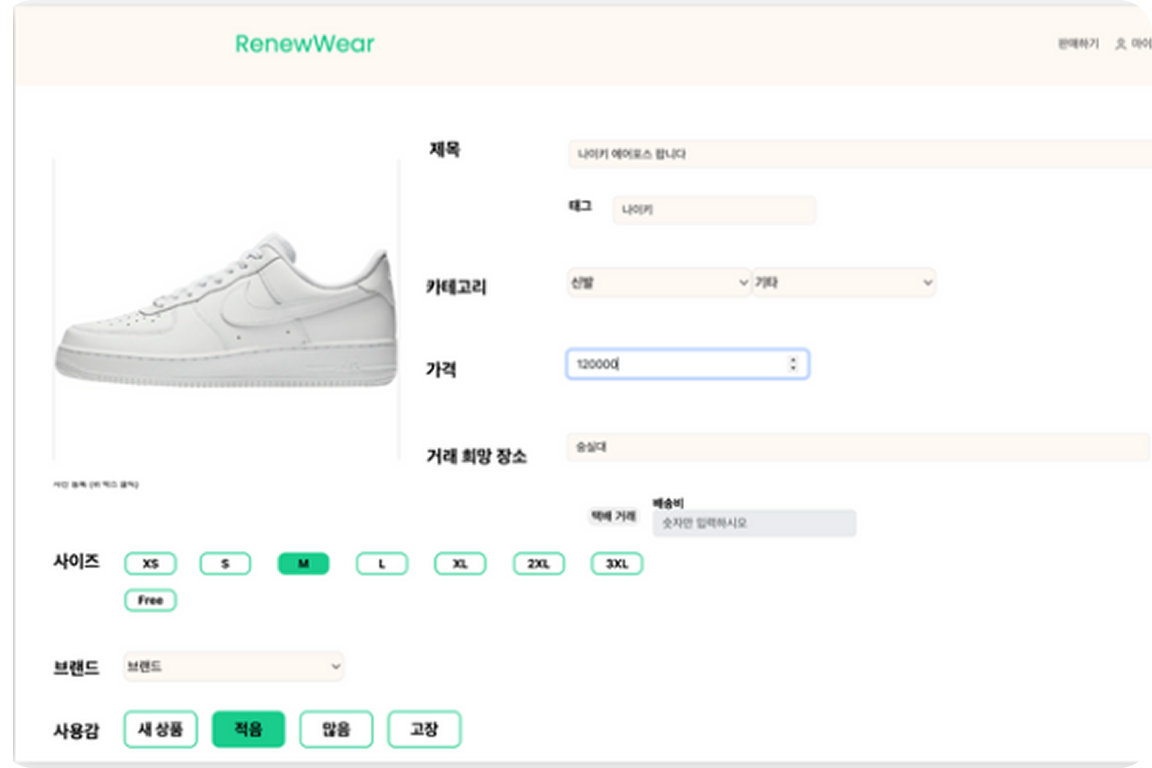 RenewWear
판매하기 마이
제목 나이키 에어포스 팝니다
태그 나이키
카테고리 신발 기타
가격 120000
거래 희망 장소 숭실대
택배 거래 배송비 숫자만 입력하시오
사이즈 XS S M L XL 2XL 3XL
Free
브랜드 브랜드
사용감 새 상품 적음 많음 고장